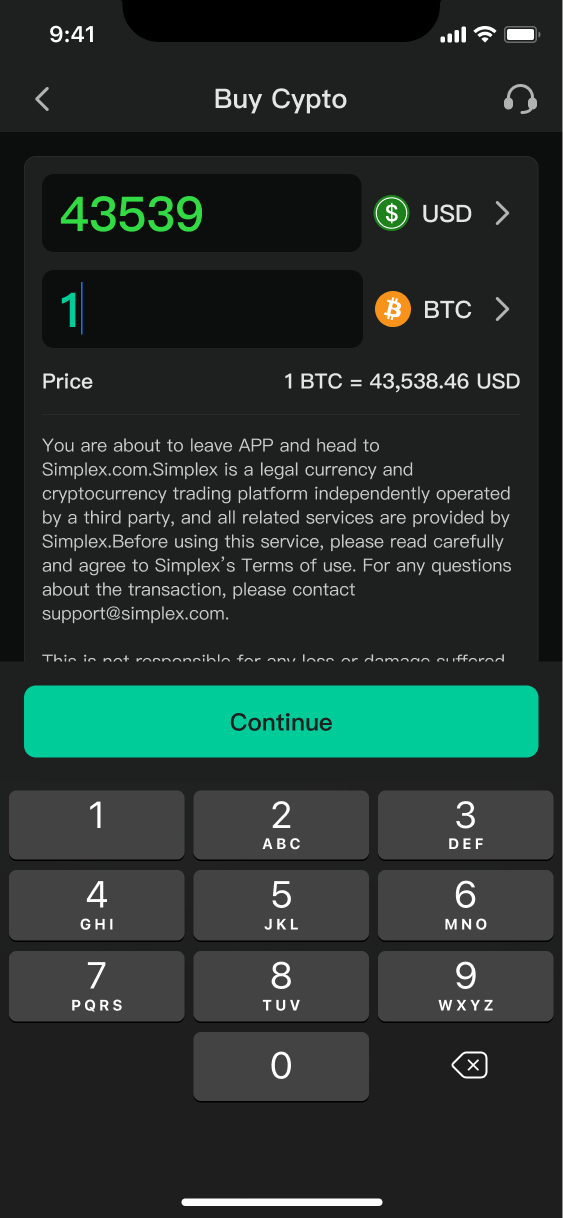 9:41
Buy Cypto
43539
USD
1
BTC
Price
1 BTC = 43,538.46 USD
You are about to leave APP and head to
Simplex.com.Simplex is a legal currency and
cryptocurrency trading platform independently operated
by a third party, and all related services are provided by
Simplex.Before using this service, please read carefully
and agree to Simplex's Terms of use. For any questions
about the transaction, please contact
support@simplex.com.
This is not responsible for any loss or damage suffered
Continue
1
2
ABC
3
DEF
4
GHI
5
JKL
6
MNO
7
PQRS
8
TUV
9
WXYZ
0